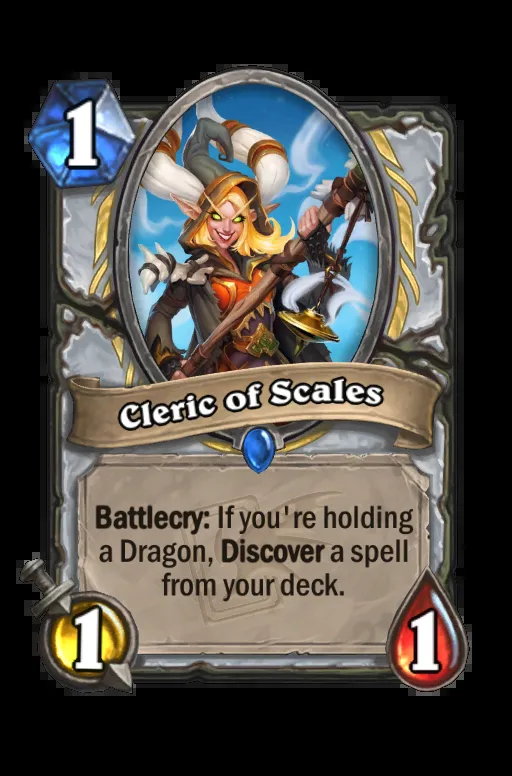 1
Cleric of Scales
Battlecry: If you're holding
a Dragon, Discover a spell
from your deck.
1
1